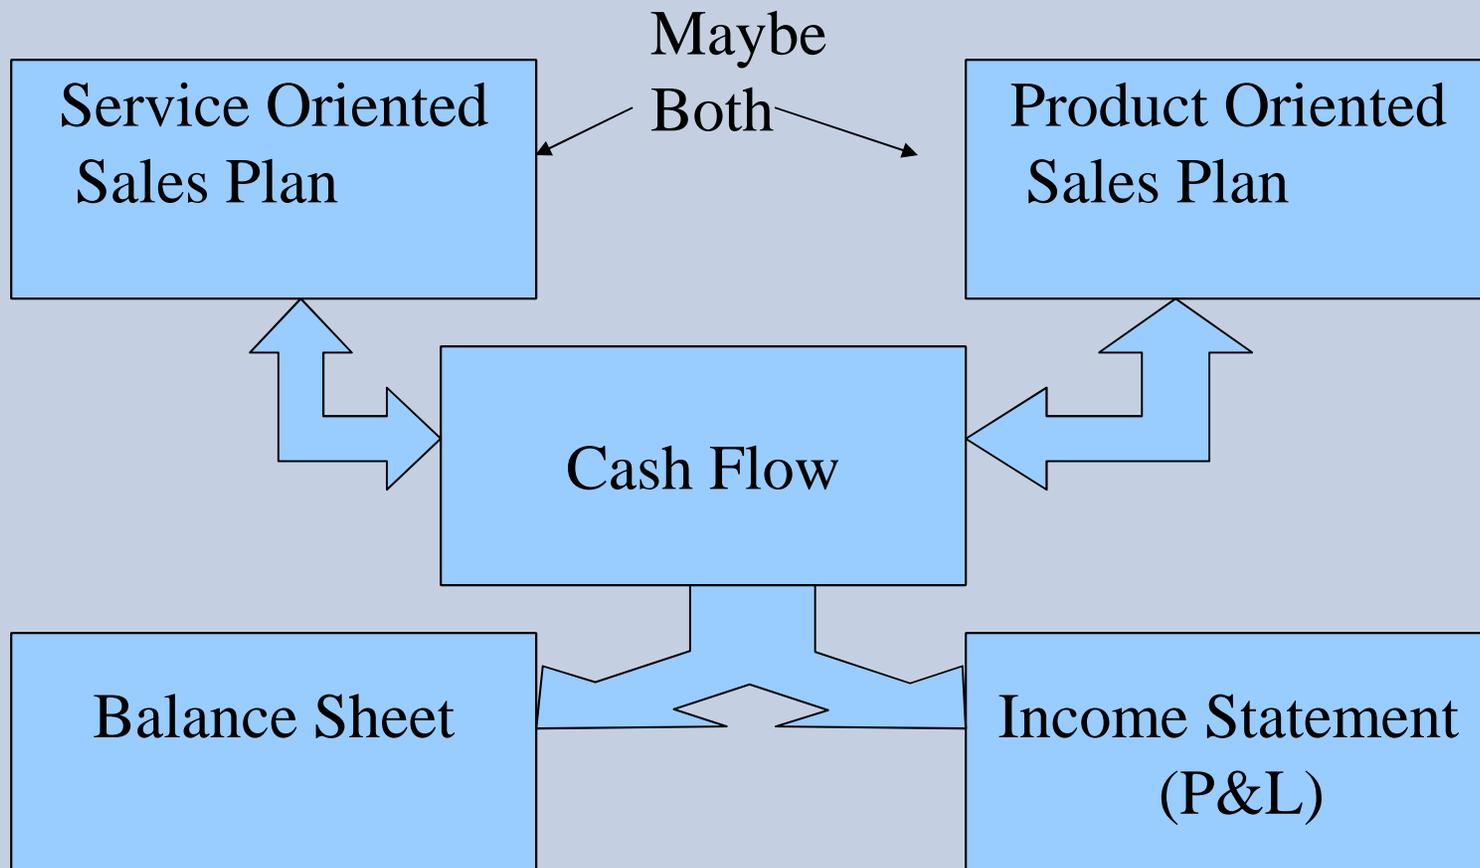 Maybe
Both
Service Oriented
Sales Plan
Product Oriented
Sales Plan
Cash Flow
Balance Sheet
Income Statement
(P&L)